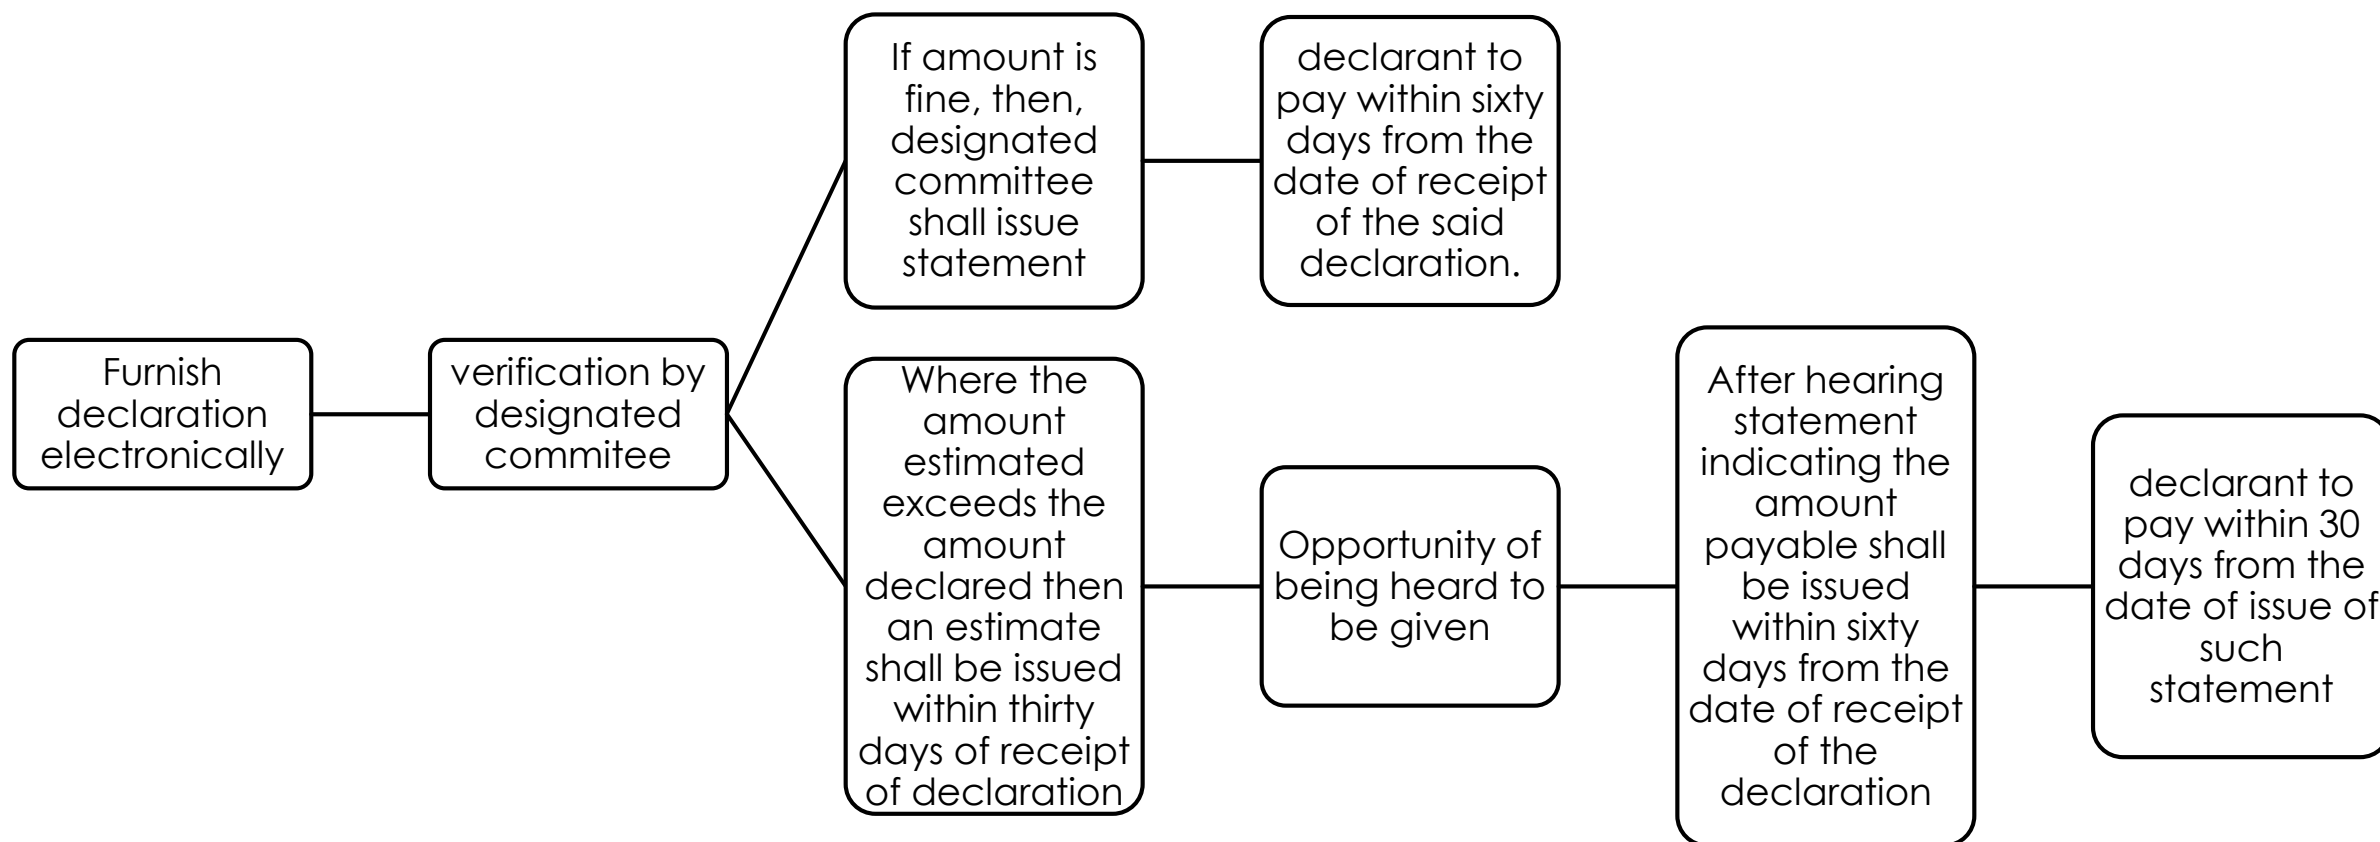 Furnish
declaration
electronically
verification by
designated
commitee
If amount is
fine, then,
designated
committee
shall issue
statement
declarant to
pay within sixty
days from the
date of receipt
of the said
declaration.
Where the
amount
estimated
exceeds the
amount
declared then
an estimate
shall be issued
within thirty
days of receipt
of declaration
Opportunity of
being heard to
be given
After hearing
statement
indicating the
amount
payable shall
be issued
within sixty
days from the
date of receipt
of the
declaration
declarant to
pay within 30
days from the
date of issue of
such
statement